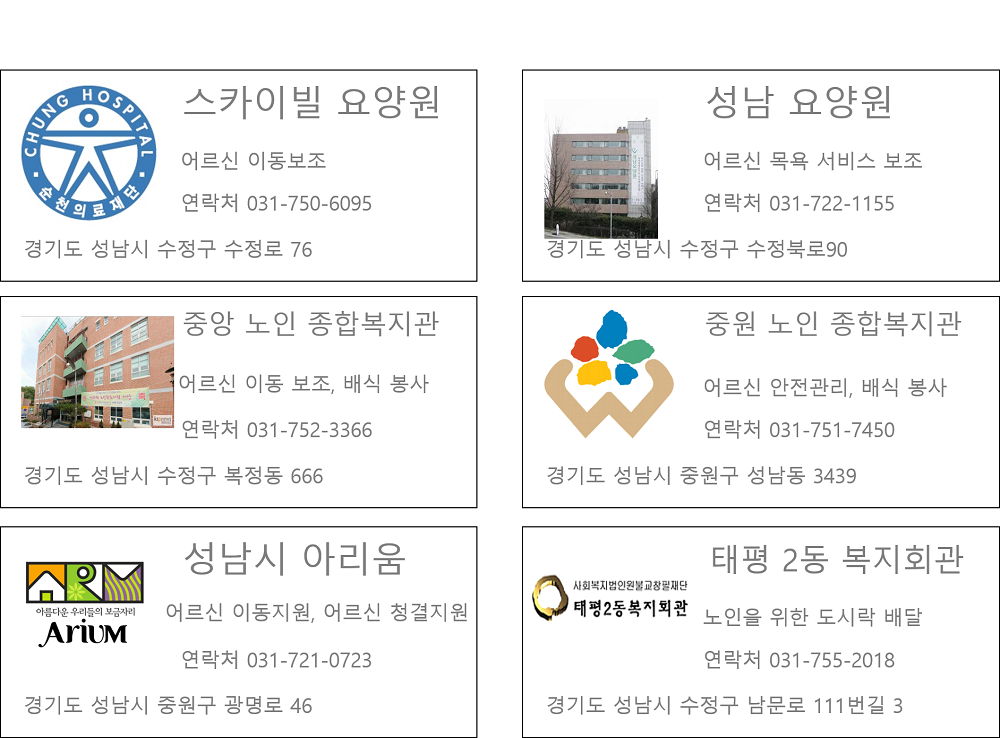 CHUNG HOSPITAL
순천의료재단
스카이빌 요양원
어르신 이동보조
연락처 031-750-6095
경기도 성남시 수정구 수정로 76
성남 요양원
어르신 목욕 서비스 보조
연락처 031-722-1155
경기도 성남시 수정구 수정북로90
중앙 노인 종합복지관
어르신 이동 보조, 배식 봉사
연락처 031-752-3366
경기도 성남시 수정구 복정동 666
중원 노인 종합복지관
어르신 안전관리, 배식 봉사
연락처 031-751-7450
경기도 성남시 중원구 성남동 3439
ARM
아름다운 우리들의 보금자리
AriUM
성남시 아리움
어르신 이동지원, 어르신 청결지원
연락처 031-721-0723
경기도 성남시 중원구 광명로 46
사회복지법인원불교창필재단
태평2동복지회관
태평 2동 복지회관
노인을 위한 도시락 배달
연락처 031-755-2018
경기도 성남시 수정구 남문로 111번길 3